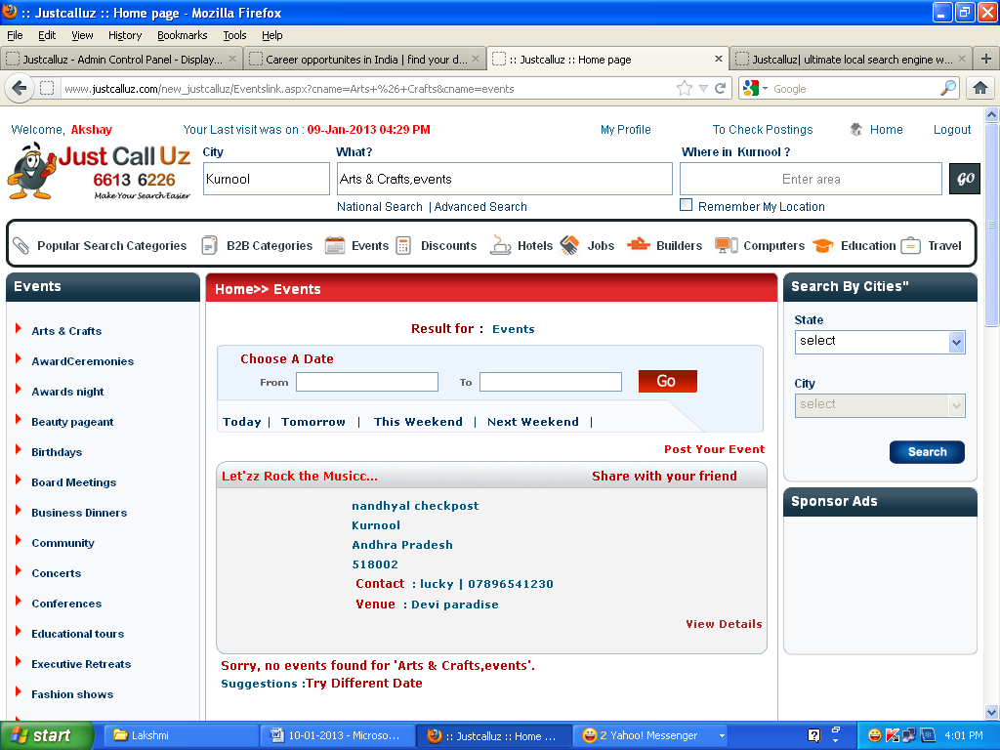 :: Justcalluz :: Home page - Mozilla Firefox
File Edit View History Bookmarks Tools Help
Justcalluz - Admin Control Panel - Display... Career opportunites in India | find your d... :: Justcalluz :: Home page Justcalluz| ultimate local search engine w...
www.justcalluz.com/new_justcalluz/Eventslink.aspx?cname=Arts+%26+Crafts&cname=events Google
Welcome, Akshay Your Last visit was on : 09-Jan-2013 04:29 PM My Profile To Check Postings Home Logout
Just Call Uz
6613 6226
Make Your Search Easier
City What? Where in Kurnool ?
Kurnool Arts & Crafts,events Enter area GO
National Search | Advanced Search Remember My Location
Popular Search Categories B2B Categories Events Discounts Hotels Jobs Builders Computers Education Travel
Events
Arts & Crafts
AwardCeremonies
Awards night
Beauty pageant
Birthdays
Board Meetings
Business Dinners
Community
Concerts
Conferences
Educational tours
Executive Retreats
Fashion shows
Home>> Events
Result for : Events
Choose A Date
From To Go
Today | Tomorrow | This Weekend | Next Weekend |
Post Your Event
Let'zz Rock the Musicc... Share with your friend
nandhyal checkpost
Kurnool
Andhra Pradesh
518002
Contact : lucky | 07896541230
Venue : Devi paradise
View Details
Sorry, no events found for 'Arts & Crafts,events'.
Suggestions :Try Different Date
Search By Cities"
State
select
City
select
Search
Sponsor Ads
start Lakshmi 10-01-2013 - Microso... :: Justcalluz :: Home ... 2 Yahoo! Messenger 4:01 PM